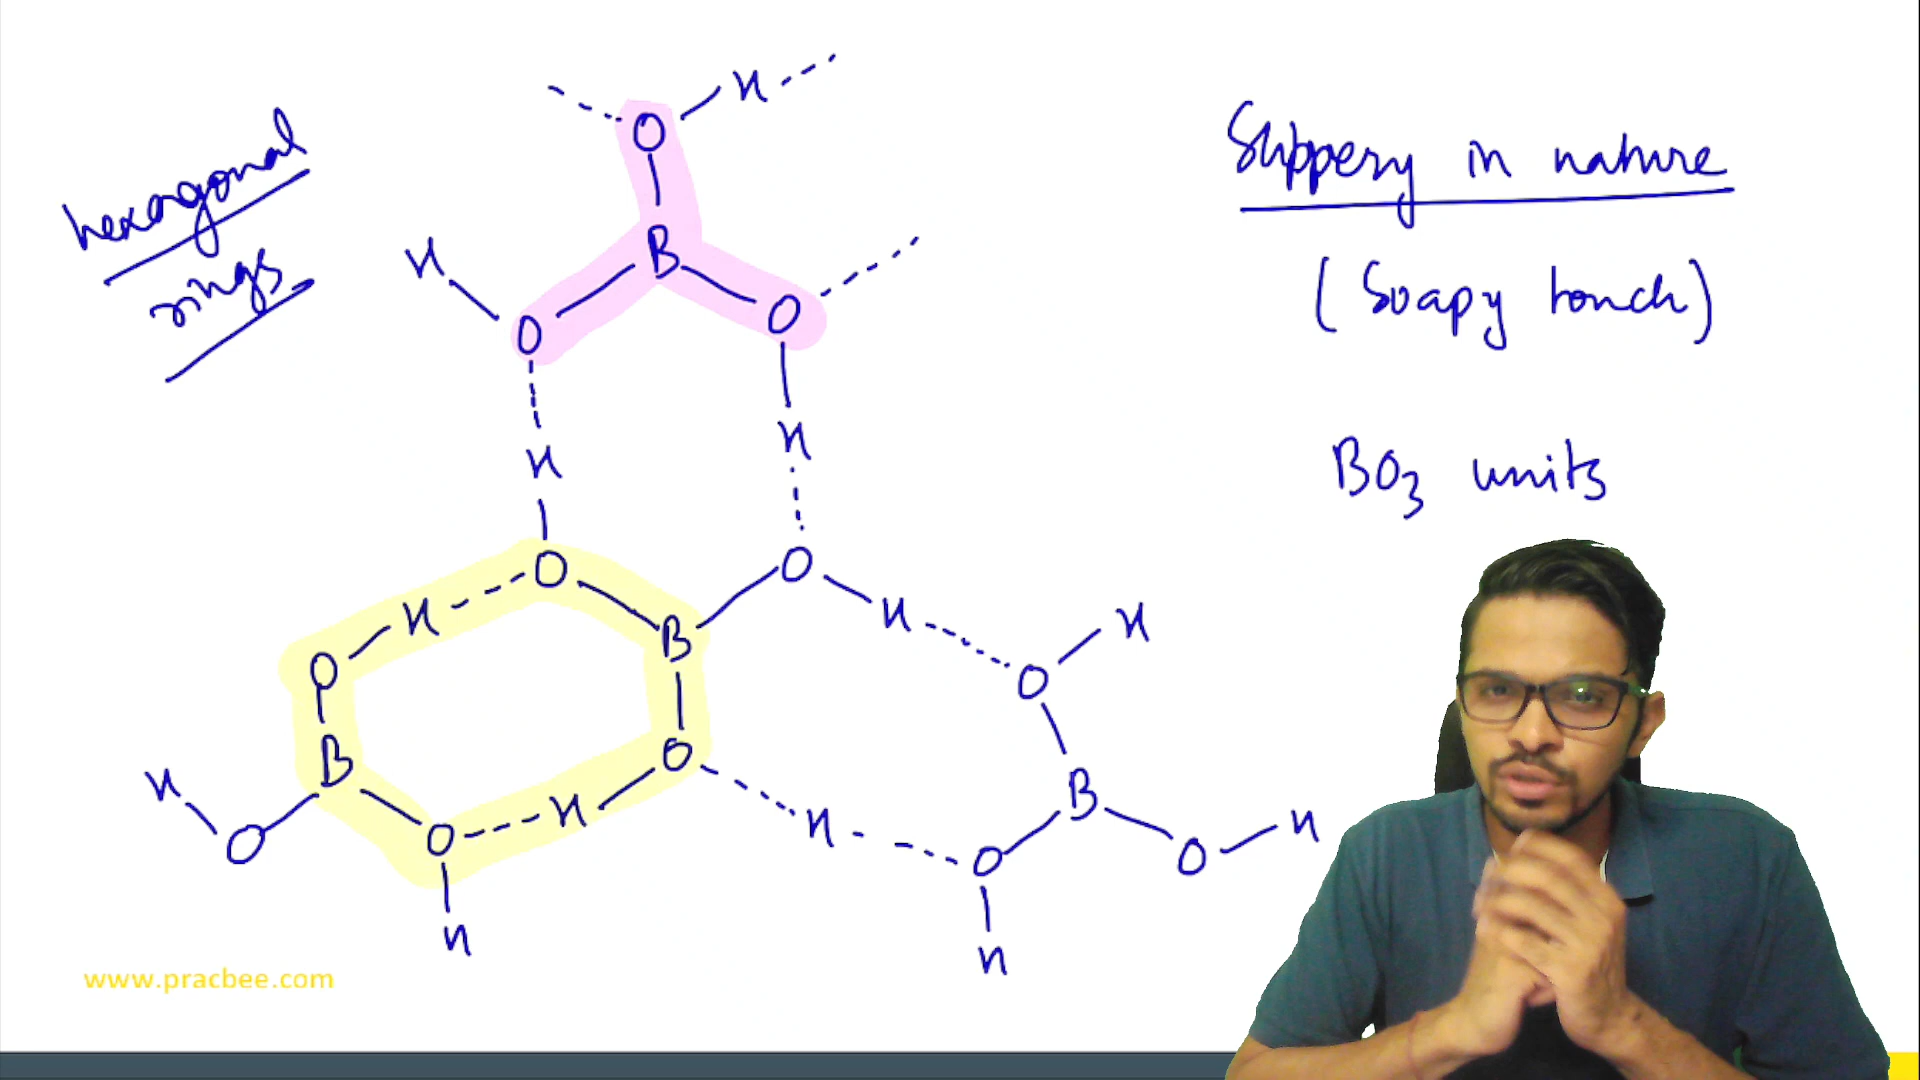 hexagonal
rings
Slippery in nature
(Soapy touch)
BO3 units
O H
B
H
O O
H H
O O
H H H
O B O
O
B H H
H O B
O O O H
H H
www.pracbee.com